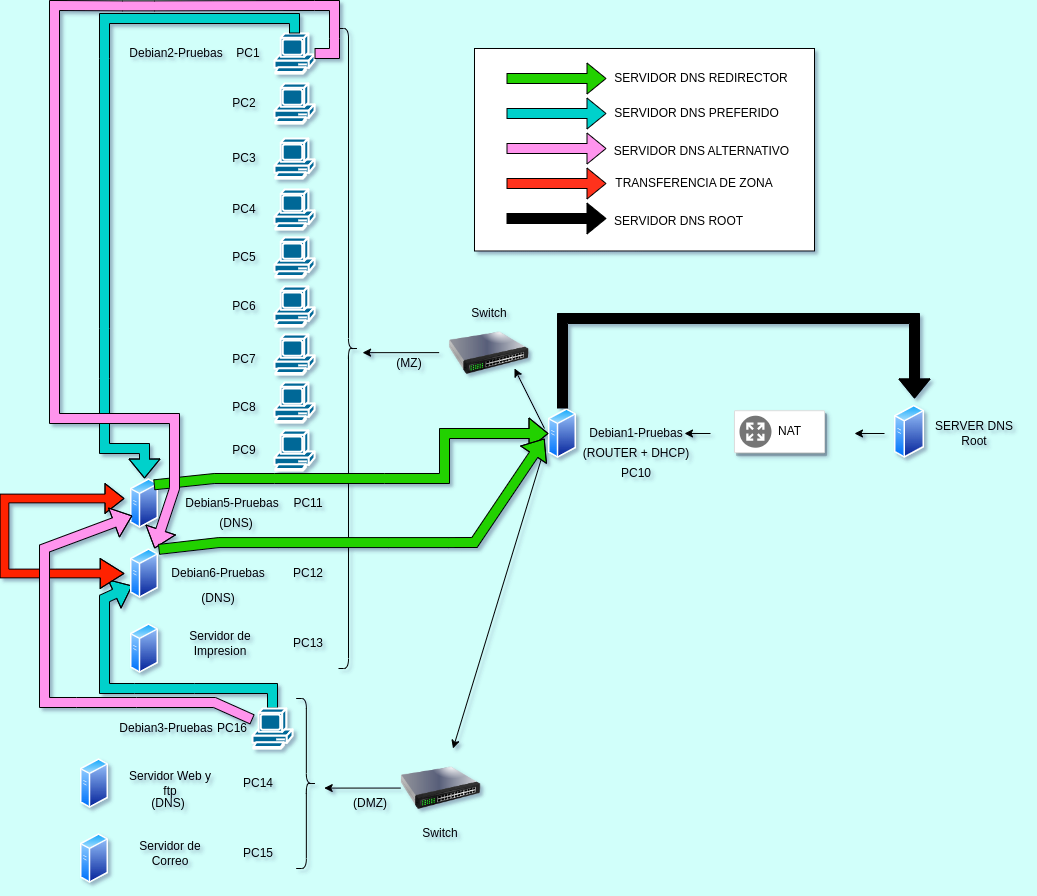 Debian2-Pruebas PC1
PC2
PC3
PC4
PC5
PC6
PC7
PC8
PC9
Debian5-Pruebas PC11
(DNS)
Debian6-Pruebas PC12
(DNS)
Servidor de
Impresion
PC13
Debian3-Pruebas PC16
Servidor Web y
ftp
(DNS)
PC14
Servidor de
Correo
PC15
SERVIDOR DNS REDIRECTOR
SERVIDOR DNS PREFERIDO
SERVIDOR DNS ALTERNATIVO
TRANSFERENCIA DE ZONA
SERVIDOR DNS ROOT
Switch
(MZ)
Debian1-Pruebas
(ROUTER + DHCP)
PC10
NAT
SERVER DNS
Root
(DMZ)
Switch